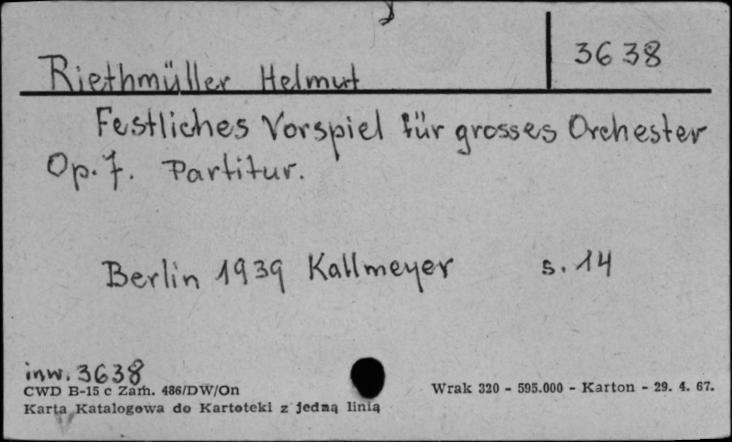 3638
Riethmüller Helmut
Festliches Vorspiel für grosses Orchester
Op. 7. Partitur.
Berlin 1939 Kallmeyer s. 14
inw. 3638
CWD B-15 c Zam. 486/DW/On
Wrak 320 - 595.000 - Karton - 29. 4. 67.
Karta Katalogowa do Kartoteki z jedną linią